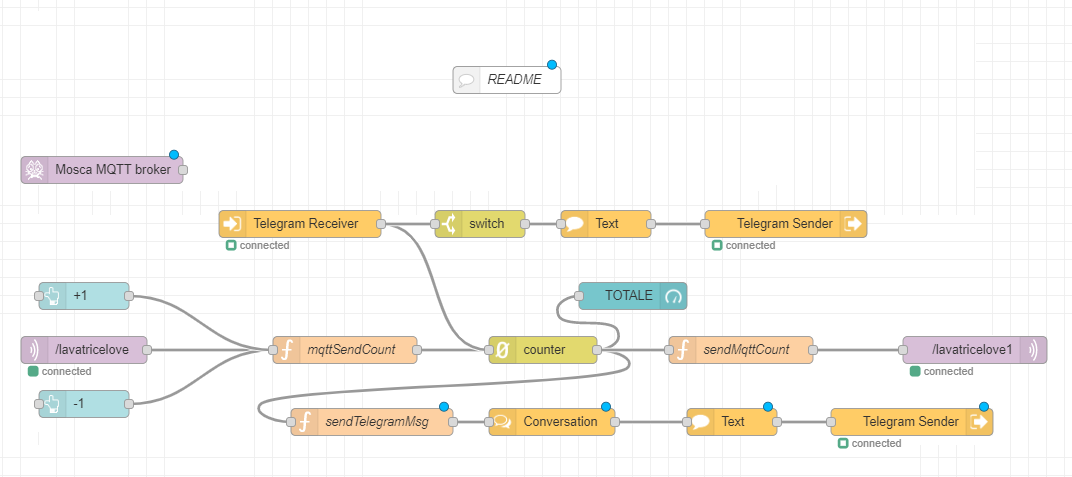 README
Mosca MQTT broker
Telegram Receiver
switch
Text
Telegram Sender
connected
connected
+1
TOTALE
/lavatricelove
mqttSendCount
counter
sendMqttCount
/lavatricelove1
connected
connected
-1
sendTelegramMsg
Conversation
Text
Telegram Sender
connected